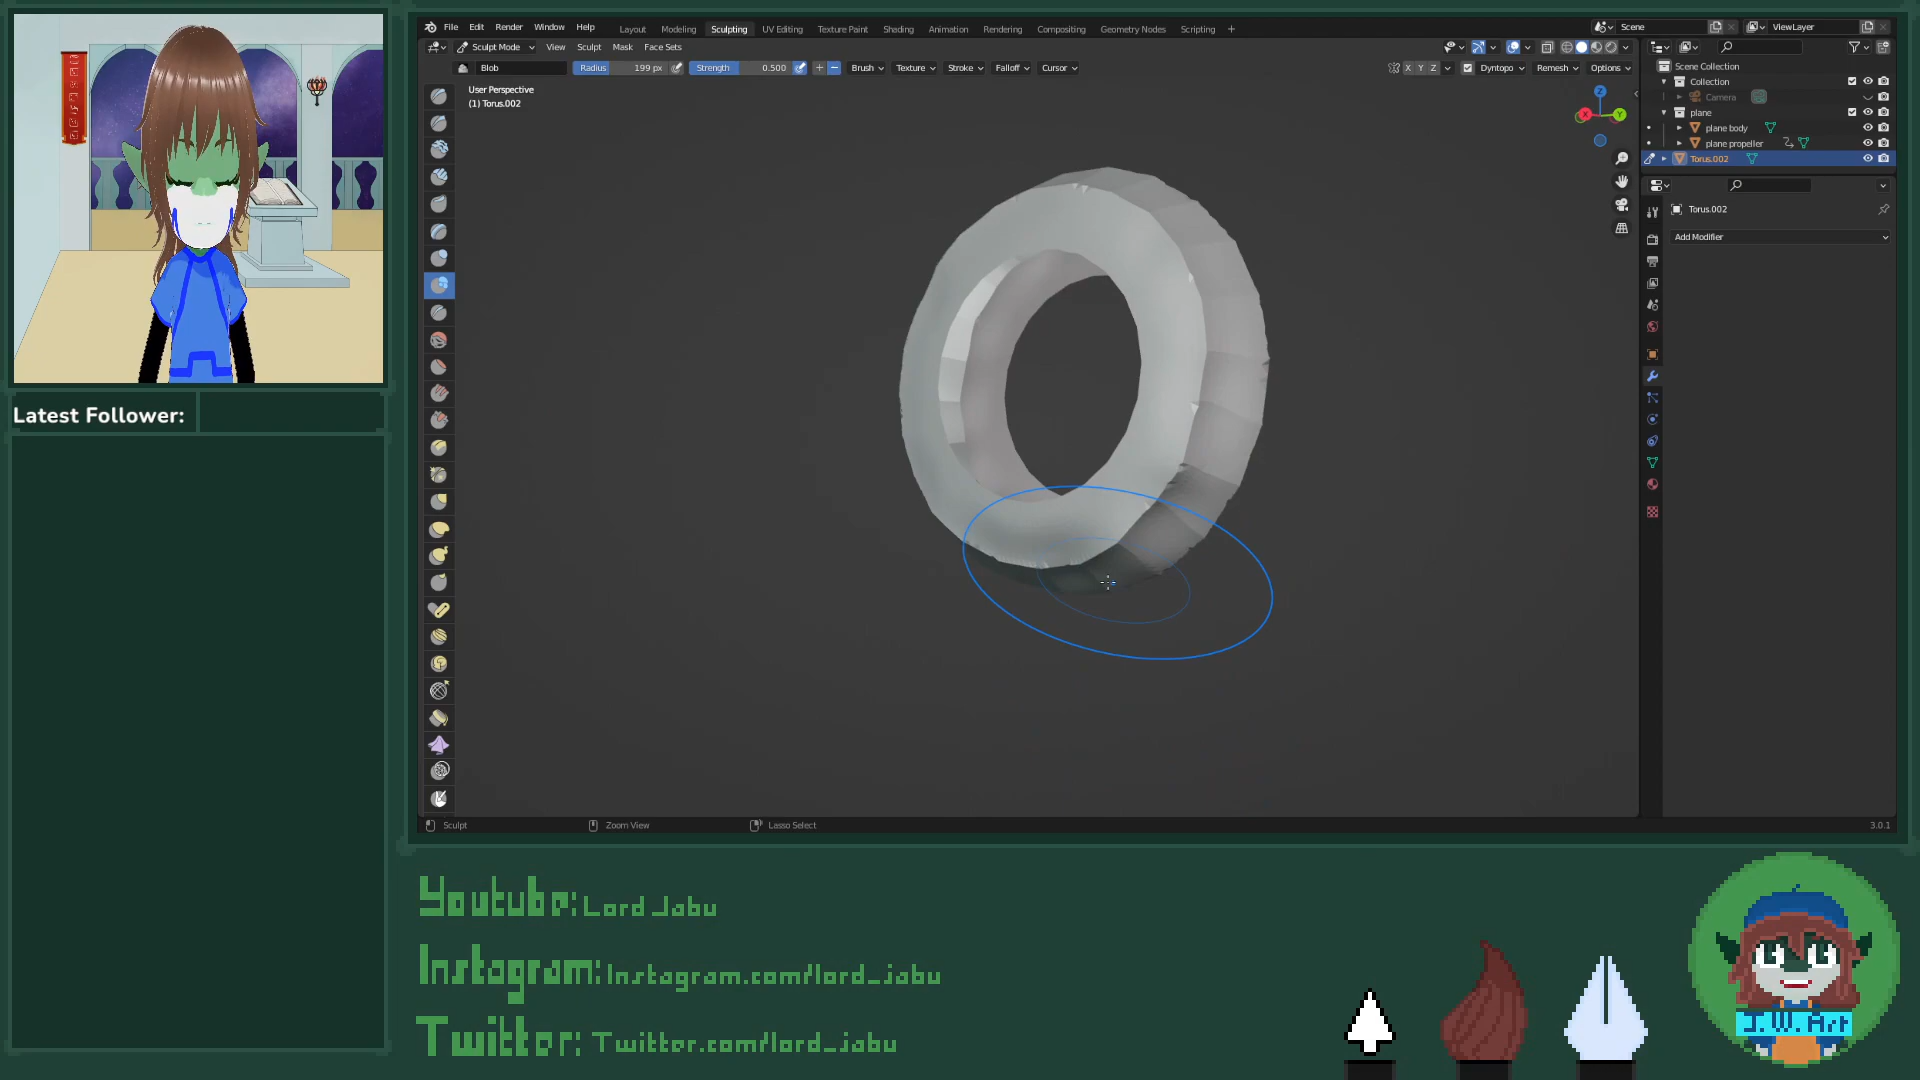 File Edit Render Window Help Layout Modeling Sculpting UV Editing Texture Paint Shading Animation Rendering Compositing Geometry Nodes Scripting + Scene ViewLayer
Sculpt Mode View Sculpt Mask Face Sets
Blob Radius 199 px Strength 0.500 Brush Texture Stroke Falloff Cursor X Y Z Dyntopo Remesh Options
User Perspective
(1) Torus.002
Z
X
Y
Scene Collection
Collection
Camera
plane
plane body
plane propeller
Torus.002
Torus.002
Add Modifier
Sculpt Zoom View Lasso Select 3.0.1
Latest Follower:
Youtube: Lord Jabu
Instagram: Instagram.com/lord_jabu
Twitter: Twitter.com/lord_jabu
J.W. Art